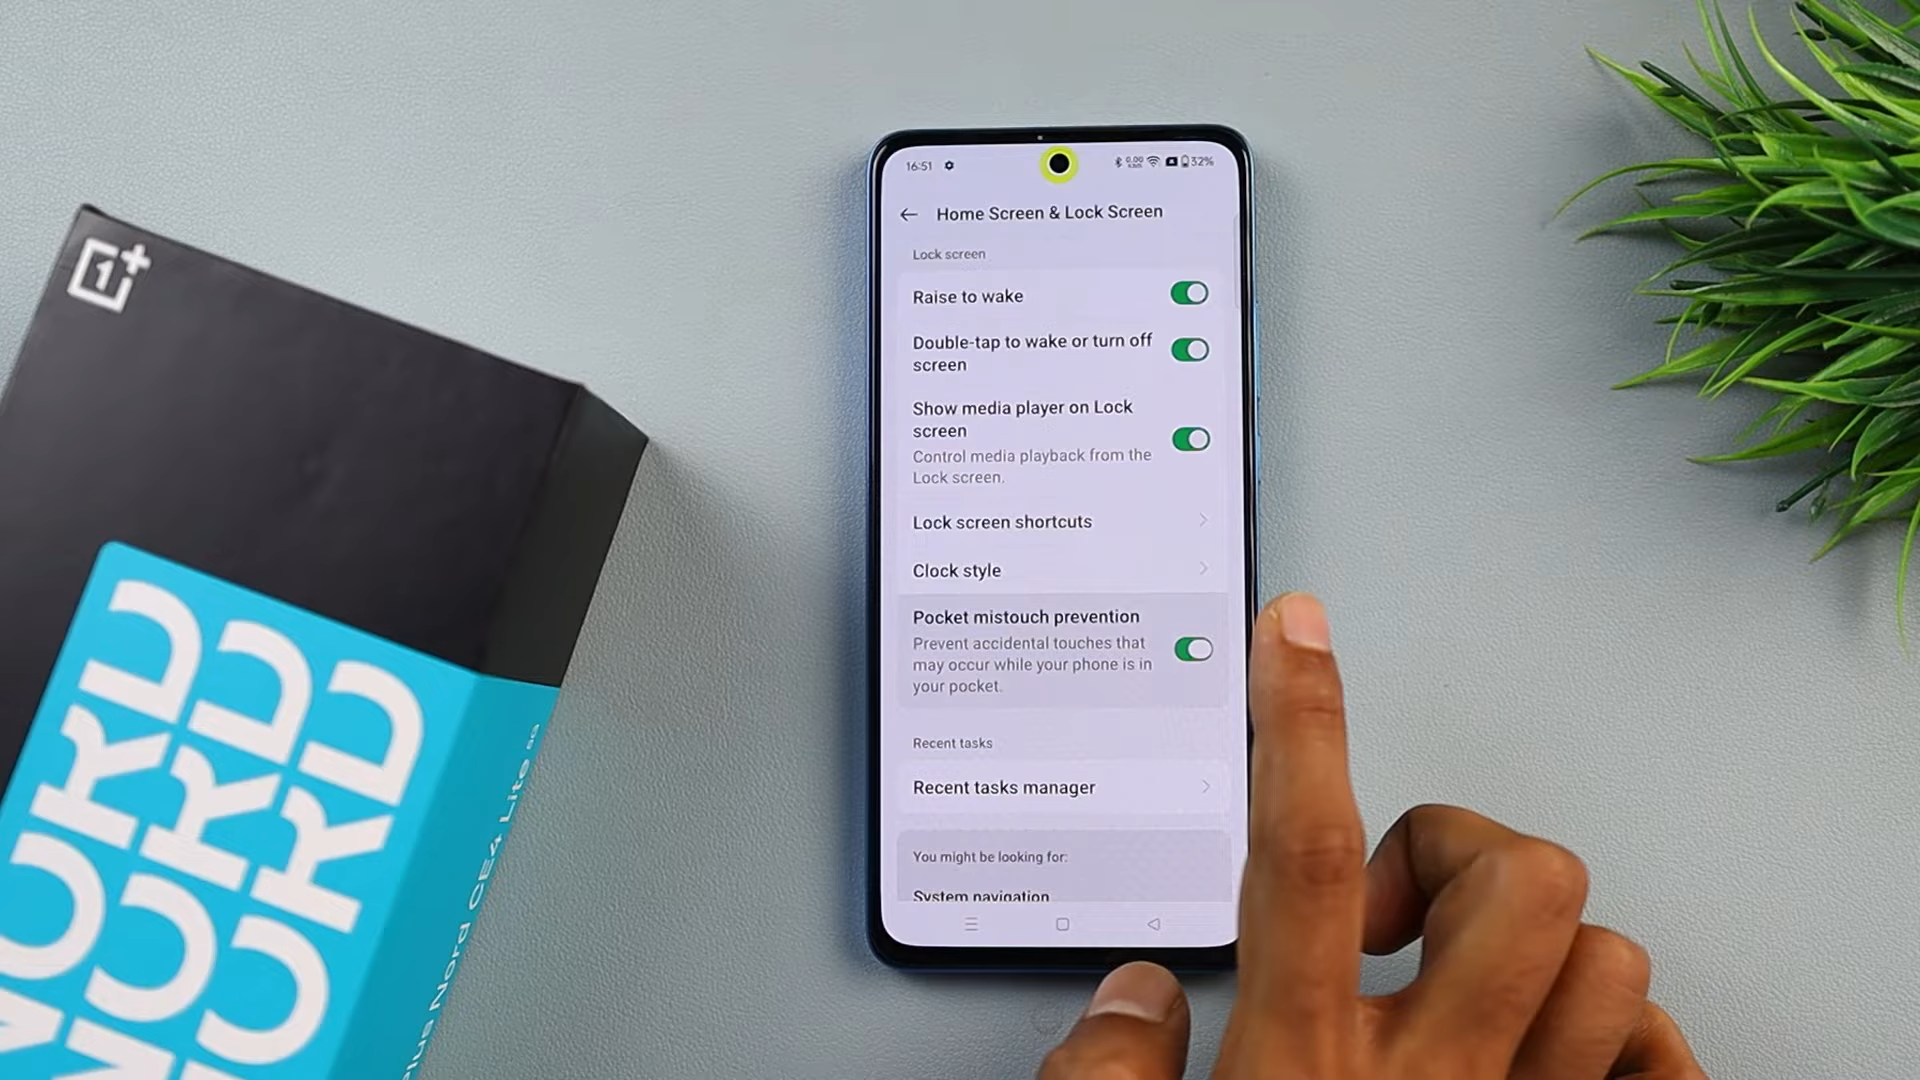 16:51
0.00
32%
Home Screen & Lock Screen
Lock screen
Raise to wake
Double-tap to wake or turn off
screen
Show media player on Lock
screen
Control media playback from the
Lock screen.
Lock screen shortcuts
Clock style
Pocket mistouch prevention
Prevent accidental touches that
may occur while your phone is in
your pocket.
Recent tasks
Recent tasks manager
You might be looking for:
System navigation
1+
NORD
NORD
NORD
Nord CE4 Lite 5G